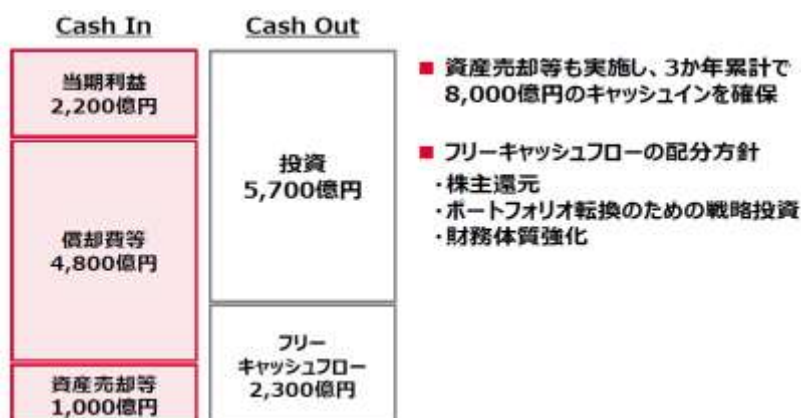 Cash In
Cash Out
当期利益
2,200億円
償却費等
4,800億円
資産売却等
1,000億円
投資
5,700億円
フリー
キャッシュフロー
2,300億円
■ 資産売却等も実施し、3か年累計で
8,000億円のキャッシュインを確保
■ フリーキャッシュフローの配分方針
・株主還元
・ポートフォリオ転換のための戦略投資
・財務体質強化